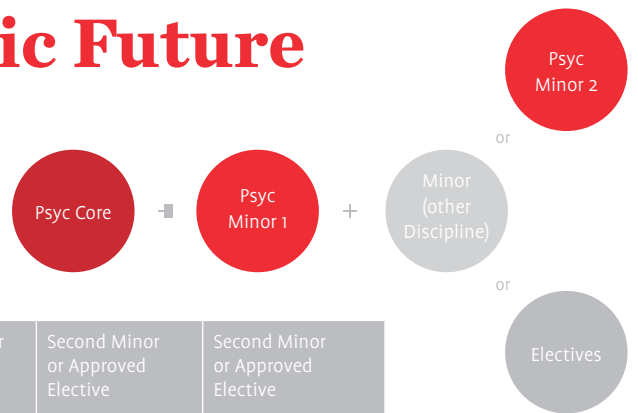 ic Future
Psyc
Minor 2
or
Psyc Core
+
Psyc
Minor 1
+
Minor
(other
Discipline)
or
Electives
r
Second Minor
or Approved
Elective
Second Minor
or Approved
Elective